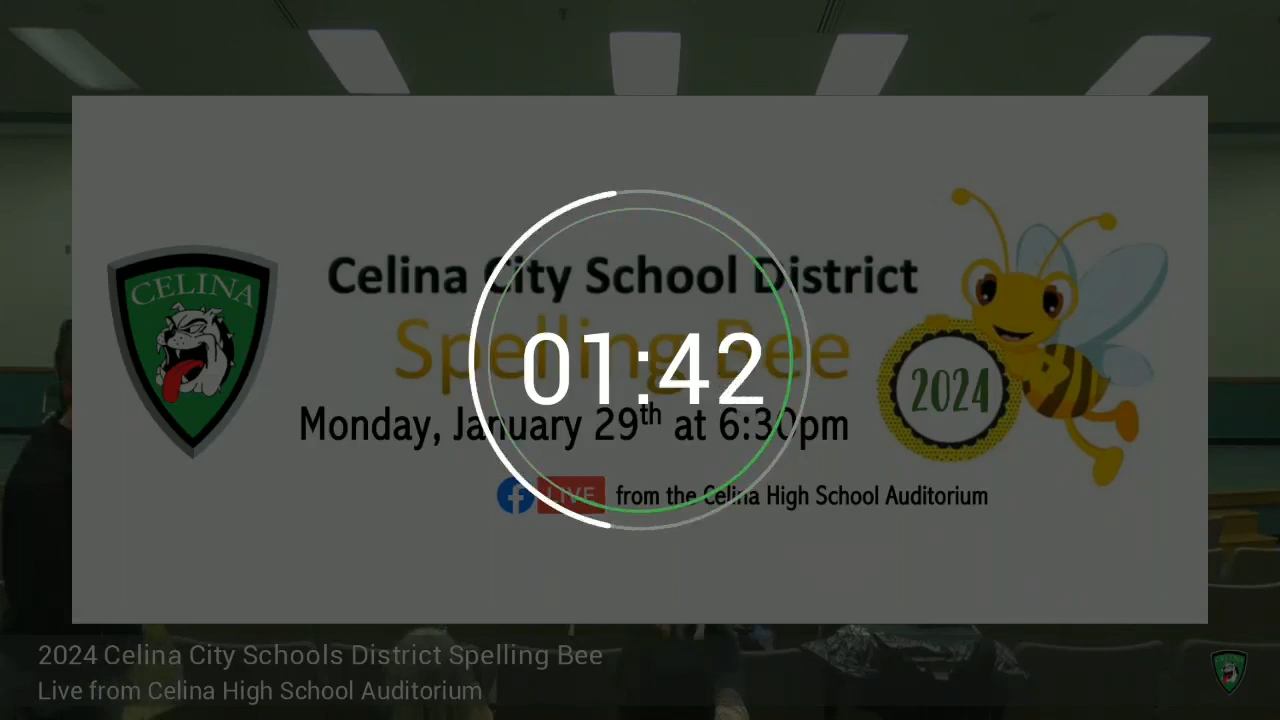 Celina City School District
CELINA
Spelling Bee
01:42
2024
Monday, January 29th at 6:30pm
LIVE from the Celina High School Auditorium
2024 Celina City Schools District Spelling Bee
Live from Celina High School Auditorium